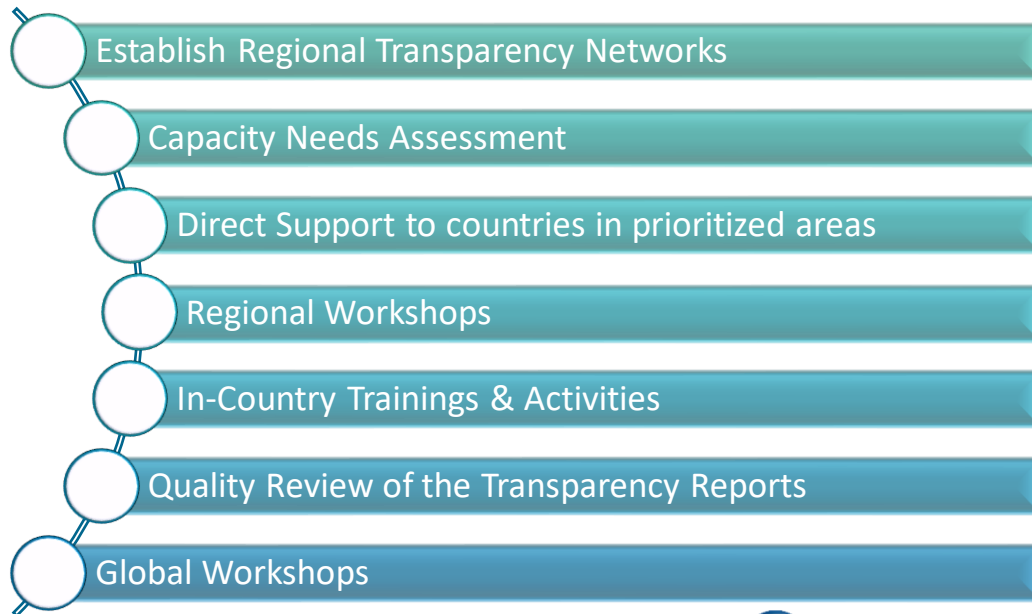 Establish Regional Transparency Networks
Capacity Needs Assessment
Direct Support to countries in prioritized areas
Regional Workshops
In-Country Trainings & Activities
Quality Review of the Transparency Reports
Global Workshops